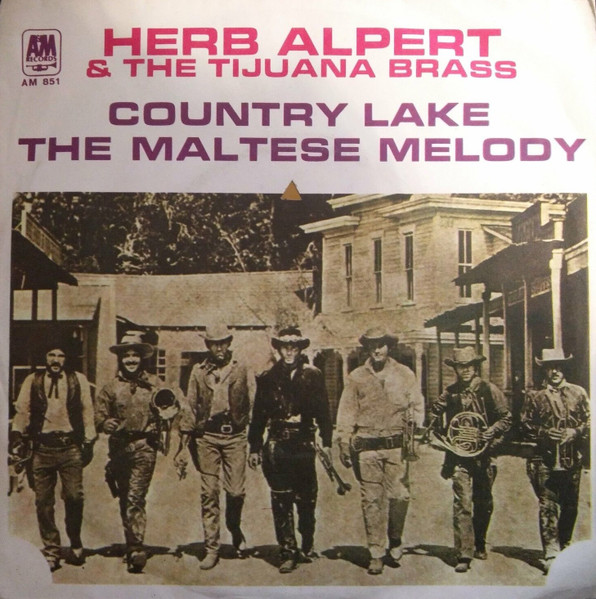 A&M
RECORDS
AM 851
HERB ALPERT
& THE TIJUANA BRASS
COUNTRY LAKE
THE MALTESE MELODY